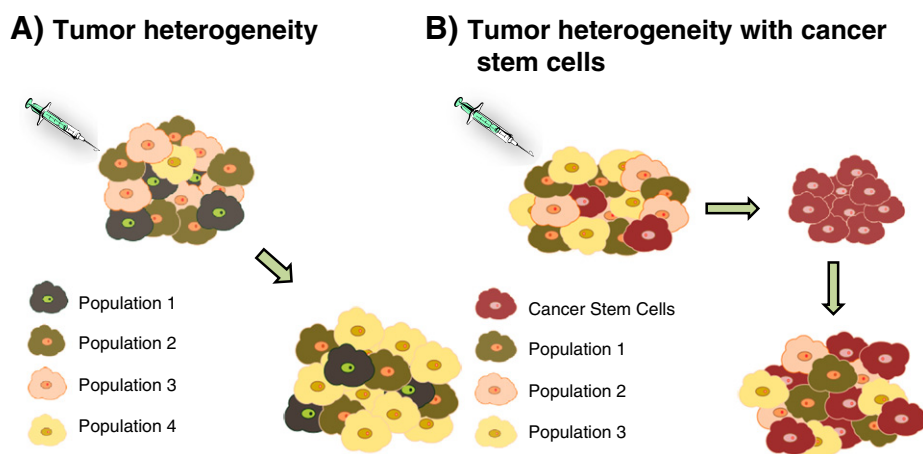 A) Tumor heterogeneity
Population 1
Population 2
Population 3
Population 4
B) Tumor heterogeneity with cancer
stem cells
Cancer Stem Cells
Population 1
Population 2
Population 3